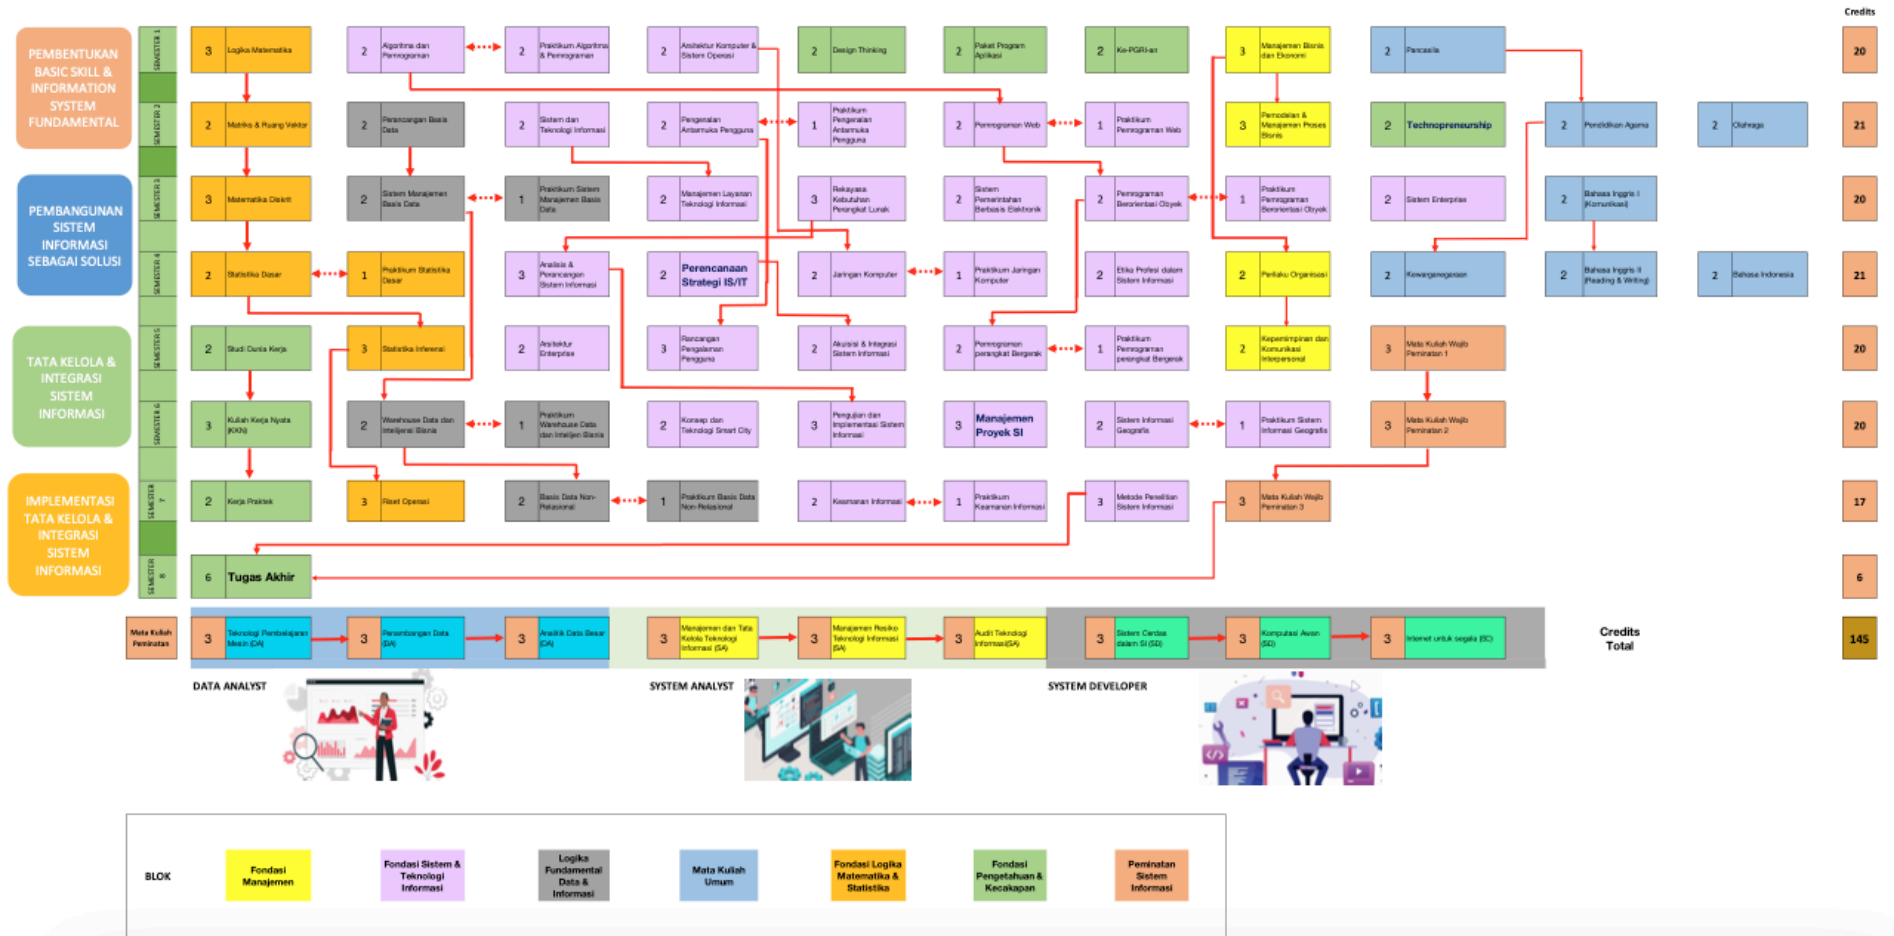 Credits
PEMBENTUKAN
BASIC SKILL &
INFORMATION
SYSTEM
FUNDAMENTAL
SEMESTER 1
3 Logika Matematika
2 Algoritma dan
Pemrograman
2 Praktikum Algoritma
& Pemrograman
2 Arsitektur Komputer &
Sistem Operasi
2 Design Thinking
2 Paket Program
Aplikasi
2 Ke-PGRI-an
3 Manajemen Bisnis
dan Ekonomi
2 Pancasila
20
SEMESTER 2
2 Matriks & Ruang Vektor
2 Perancangan Basis
Data
2 Sistem dan
Teknologi Informasi
2 Pengenalan
Antarmuka Pengguna
1 Praktikum
Pengenalan
Antarmuka
Pengguna
2 Pemrograman Web
1 Praktikum
Pemrograman Web
3 Pemodelan &
Manajemen Proses
Bisnis
2 Technopreneurship
2 Pendidikan Agama
2 Olahraga
21
PEMBANGUNAN
SISTEM
INFORMASI
SEBAGAI SOLUSI
SEMESTER 3
3 Matematika Diskrit
2 Sistem Manajemen
Basis Data
1 Praktikum Sistem
Manajemen Basis
Data
2 Manajemen Layanan
Teknologi Informasi
3 Rekayasa
Kebutuhan
Perangkat Lunak
2 Sistem
Pemerintahan
Berbasis Elektronik
2 Pemrograman
Berorientasi Obyek
1 Praktikum
Pemrograman
Berorientasi Obyek
2 Sistem Enterprise
2 Bahasa Inggris I
(Komunikasi)
20
SEMESTER 4
2 Statistika Dasar
1 Praktikum Statistika
Dasar
3 Analisis &
Perancangan
Sistem Informasi
2 Perencanaan
Strategi IS/IT
2 Jaringan Komputer
1 Praktikum Jaringan
Komputer
2 Etika Profesi dalam
Sistem Informasi
2 Perilaku Organisasi
2 Kewarganegaraan
2 Bahasa Inggris II
(Reading & Writing)
2 Bahasa Indonesia
21
TATA KELOLA &
INTEGRASI
SISTEM
INFORMASI
SEMESTER 5
2 Studi Dunia Kerja
3 Statistika Inferensi
2 Arsitektur
Enterprise
3 Rancangan
Pengalaman
Pengguna
2 Akuisisi & Integrasi
Sistem Informasi
2 Pemrograman
perangkat Bergerak
1 Praktikum
Pemrograman
perangkat Bergerak
2 Kepemimpinan dan
Komunikasi
Interpersonal
3 Mata Kuliah Wajib
Peminatan 1
20
SEMESTER 6
3 Kuliah Kerja Nyata
(KKN)
2 Warehouse Data dan
Intelijensi Bisnis
1 Praktikum
Warehouse Data
dan Intelijen Bisnis
2 Konsep dan
Teknologi Smart City
3 Pengujian dan
Implementasi Sistem
Informasi
3 Manajemen
Proyek SI
2 Sistem Informasi
Geografis
1 Praktikum Sistem
Informasi Geografis
3 Mata Kuliah Wajib
Peminatan 2
20
IMPLEMENTASI
TATA KELOLA &
INTEGRASI
SISTEM
INFORMASI
SEMESTER
7
2 Kerja Praktek
3 Riset Operasi
2 Basis Data Non-
Relasional
1 Praktikum Basis Data
Non-Relasional
2 Keamanan Informasi
1 Praktikum
Keamanan Informasi
3 Metode Penelitian
Sistem Informasi
3 Mata Kuliah Wajib
Peminatan 3
17
SEMESTER
8
6 Tugas Akhir
6
Mata Kuliah
Peminatan
3 Teknologi Pembelajaran
Mesin (DA)
3 Penambangan Data
(DA)
3 Analitik Data Besar
(DA)
3 Manajemen dan Tata
Kelola Teknologi
Informasi (SA)
3 Manajemen Resiko
Teknologi Informasi (SA)
3 Audit Teknologi
Informasi(SA)
3 Sistem Cerdas
dalam SI (SD)
3 Komputasi Awan
(SD)
3 Internet untuk segala (SD)
Credits
Total
145
DATA ANALYST
SYSTEM ANALYST
SYSTEM DEVELOPER
BLOK
Fondasi
Manajemen
Fondasi Sistem &
Teknologi
Informasi
Logika
Fundamental
Data &
Informasi
Mata Kuliah
Umum
Fondasi Logika
Matematika &
Statistika
Fondasi
Pengetahuan &
Kecakapan
Peminatan
Sistem
Informasi